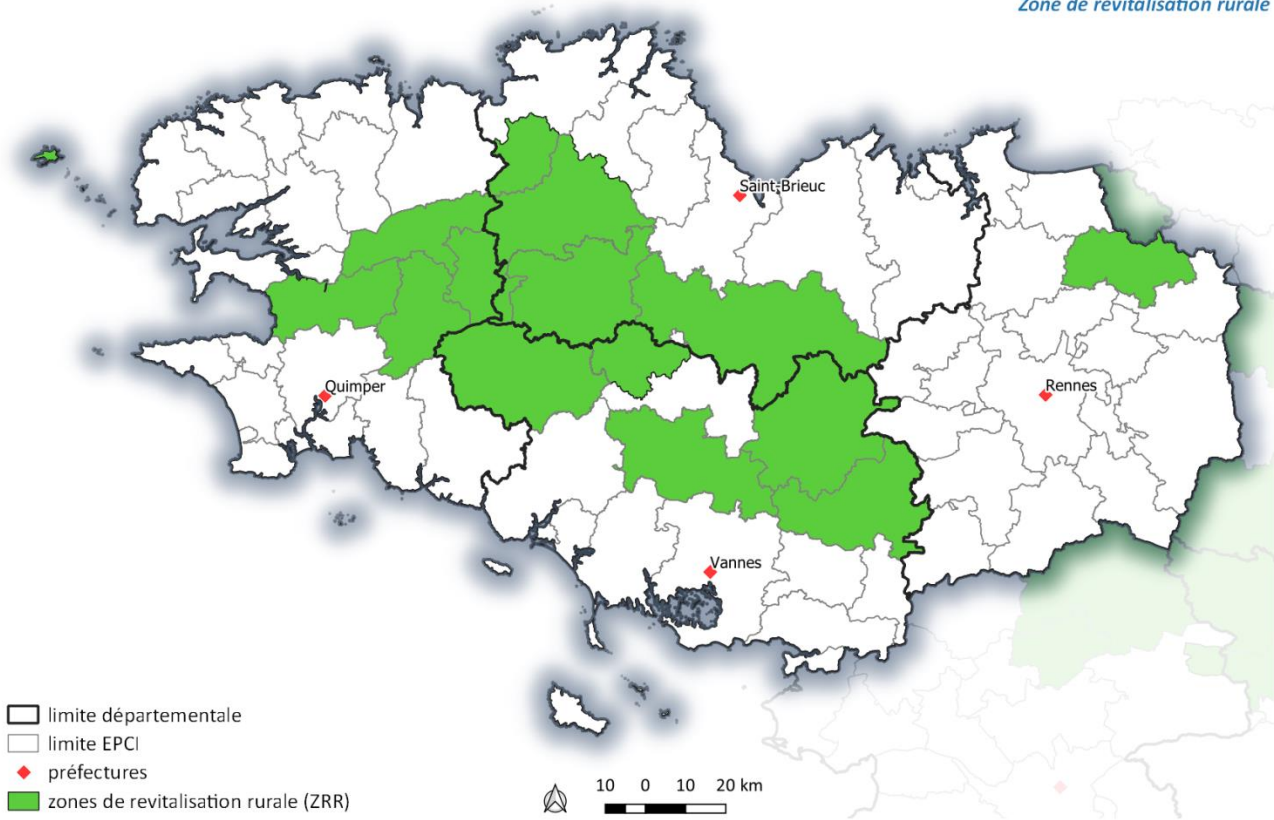 Zone de revitalisation rurale
Saint-Brieuc
Quimper
Rennes
Vannes
limite départementale
limite EPCI
préfectures
zones de revitalisation rurale (ZRR)
10 0 10 20 km